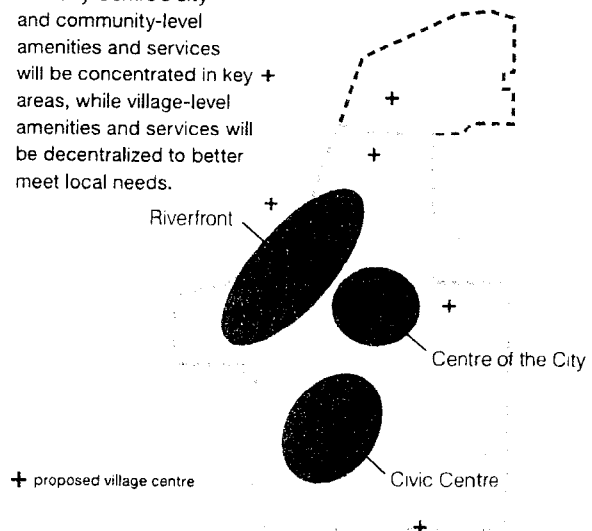 and community-level
amenities and services
will be concentrated in key
areas, while village-level
amenities and services will
be decentralized to better
meet local needs.
Riverfront
Centre of the City
Civic Centre
+ proposed village centre